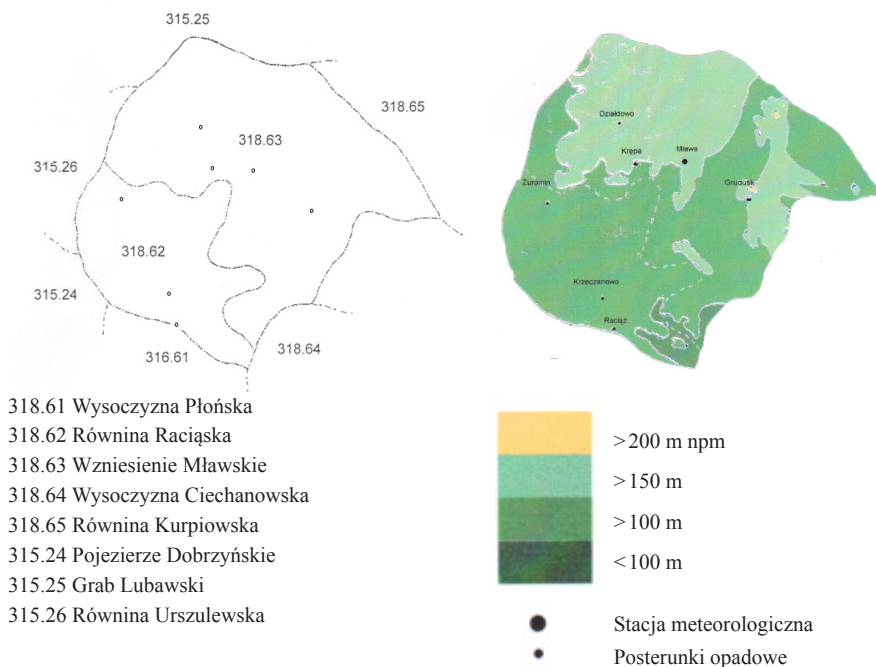 315.25
318.65
318.63
315.26
318.62
315.24
316.61
318.64
Działdowo
Krępa
Mława
Żuromin
Grudusk
Krzeczanowo
Raciąż
318.61 Wysoczyzna Płońska
318.62 Równina Raciąska
318.63 Wzniesienie Mławskie
318.64 Wysoczyzna Ciechanowska
318.65 Równina Kurpiowska
315.24 Pojezierze Dobrzyńskie
315.25 Grab Lubawski
315.26 Równina Urszulewska
>200 m npm
>150 m
>100 m
<100 m
Stacja meteorologiczna
Posterunki opadowe